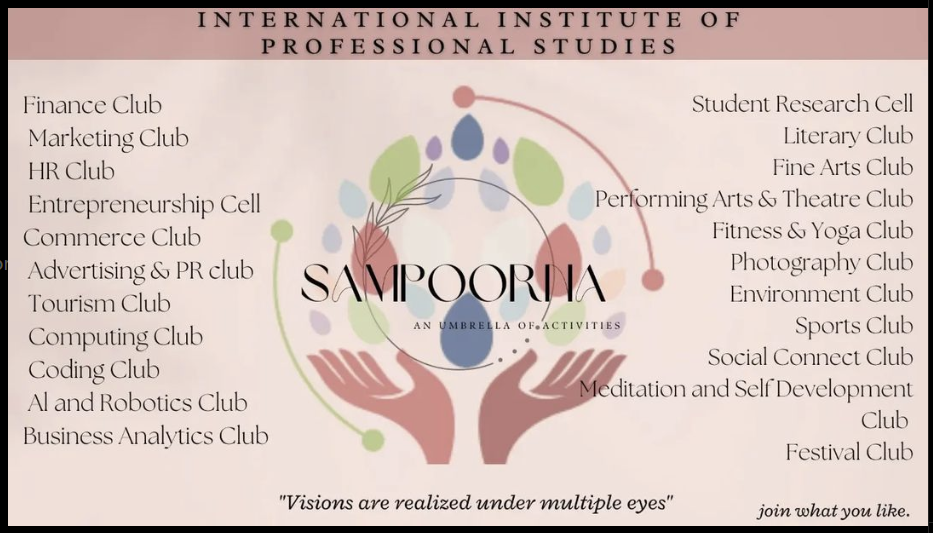 INTERNATIONAL INSTITUTE OF
PROFESSIONAL STUDIES
Finance Club
Marketing Club
HR Club
Entrepreneurship Cell
Commerce Club
Advertising & PR club
Tourism Club
Computing Club
Coding Club
AI and Robotics Club
Business Analytics Club
SAMPOORNA
AN UMBRELLA OF ACTIVITIES
Student Research Cell
Literary Club
Fine Arts Club
Performing Arts & Theatre Club
Fitness & Yoga Club
Photography Club
Environment Club
Sports Club
Social Connect Club
Meditation and Self Development
Club
Festival Club
"Visions are realized under multiple eyes"
join what you like.